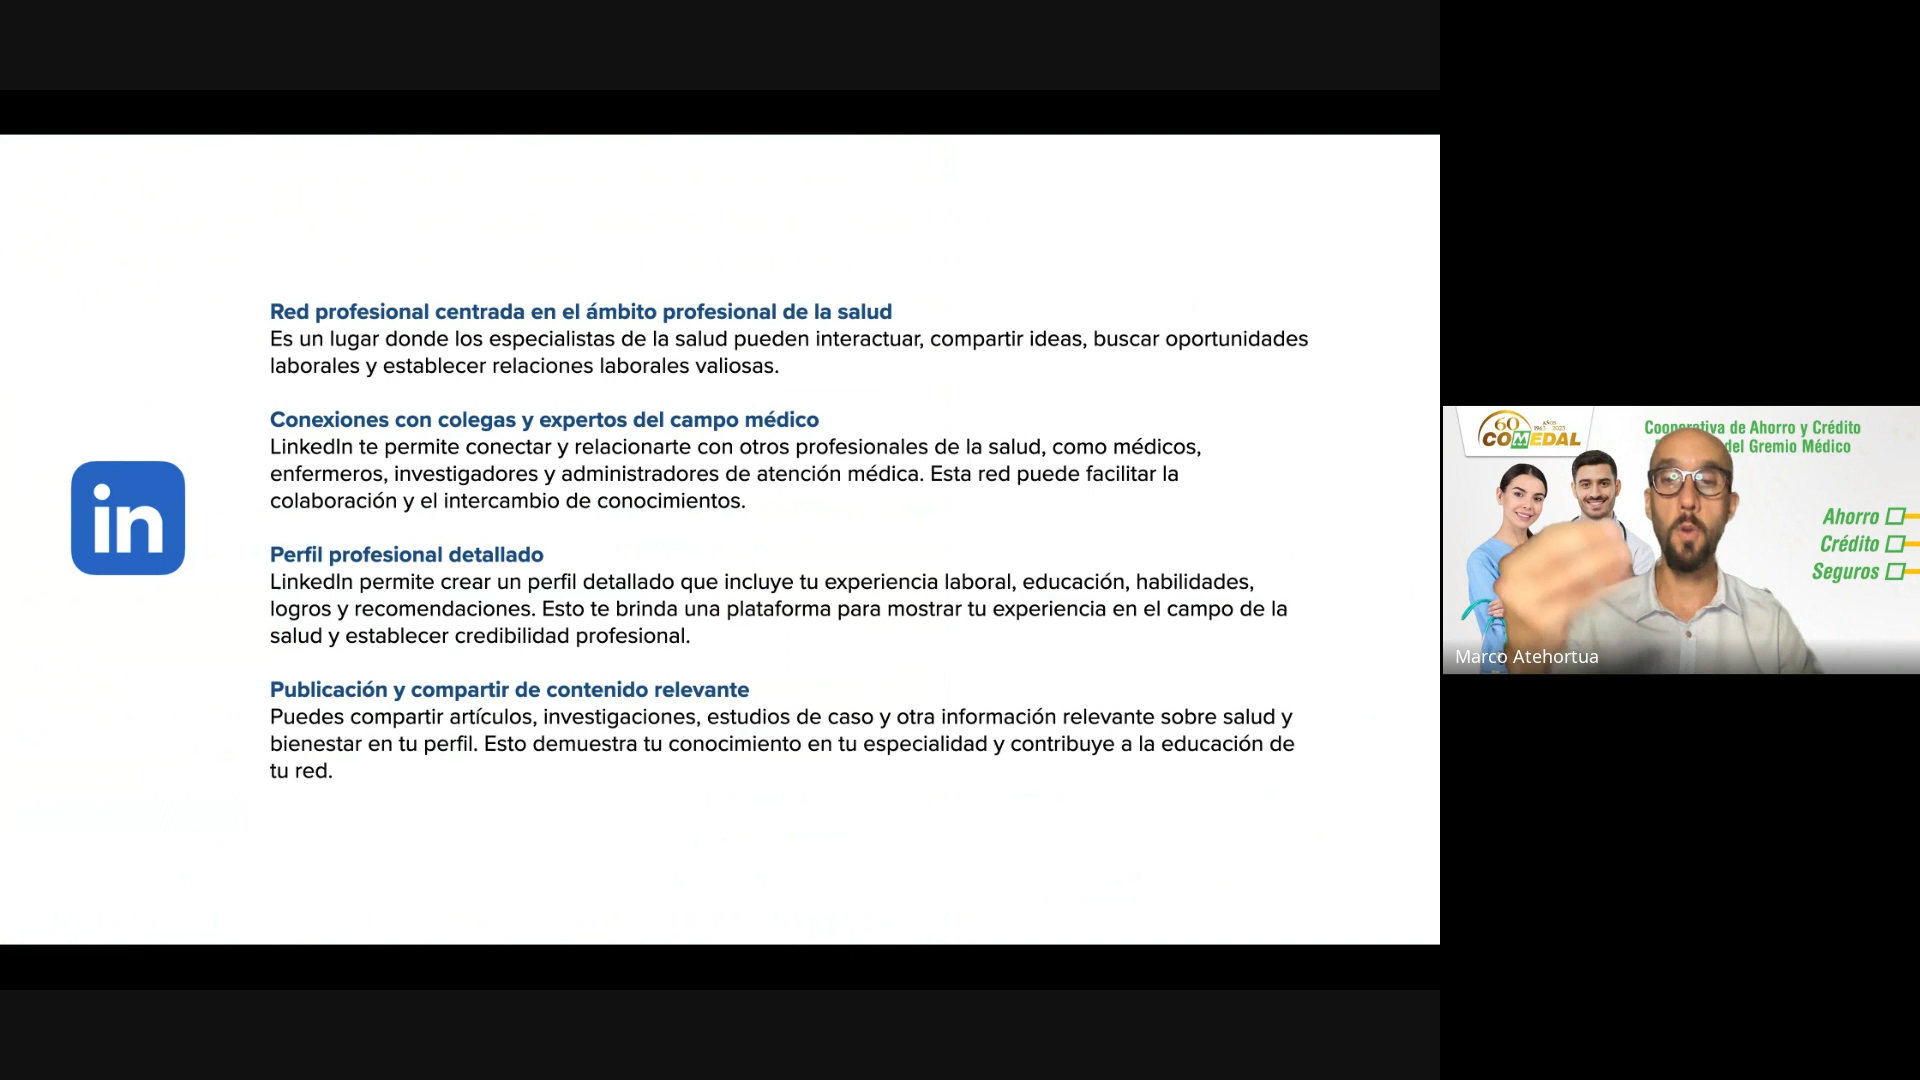 Red profesional centrada en el ámbito profesional de la salud
Es un lugar donde los especialistas de la salud pueden interactuar, compartir ideas, buscar oportunidades
laborales y establecer relaciones laborales valiosas.
Conexiones con colegas y expertos del campo médico
LinkedIn te permite conectar y relacionarte con otros profesionales de la salud, como médicos,
enfermeros, investigadores y administradores de atención médica. Esta red puede facilitar la
colaboración y el intercambio de conocimientos.
in
Perfil profesional detallado
LinkedIn permite crear un perfil detallado que incluye tu experiencia laboral, educación, habilidades,
logros y recomendaciones. Esto te brinda una plataforma para mostrar tu experiencia en el campo de la
salud y establecer credibilidad profesional.
Publicación y compartir de contenido relevante
Puedes compartir artículos, investigaciones, estudios de caso y otra información relevante sobre salud y
bienestar en tu perfil. Esto demuestra tu conocimiento en tu especialidad y contribuye a la educación de
tu red.
60 AÑOS
1963 - 2023
COMEDAL
Cooperativa de Ahorro y Crédito
del Gremio Médico
Ahorro
Crédito
Seguros
Marco Atehortua